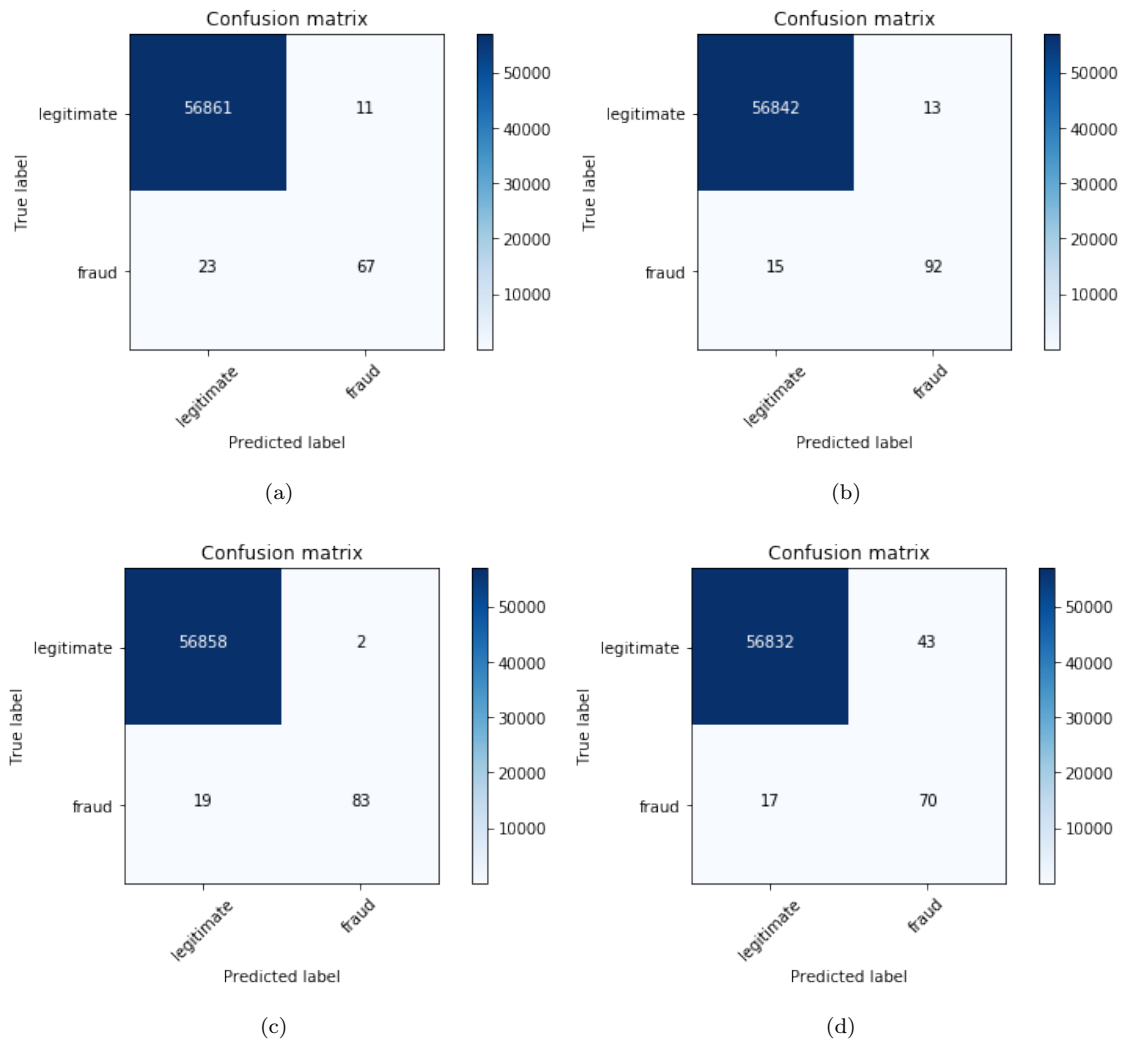 Confusion matrix
legitimate
fraud
True label
56861 11
23 67
legitimate
fraud
Predicted label
50000
40000
30000
20000
10000
(a)
Confusion matrix
legitimate
fraud
True label
56842 13
15 92
legitimate
fraud
Predicted label
50000
40000
30000
20000
10000
(b)
Confusion matrix
legitimate
fraud
True label
56858 2
19 83
legitimate
fraud
Predicted label
50000
40000
30000
20000
10000
(c)
Confusion matrix
legitimate
fraud
True label
56832 43
17 70
legitimate
fraud
Predicted label
50000
40000
30000
20000
10000
(d)